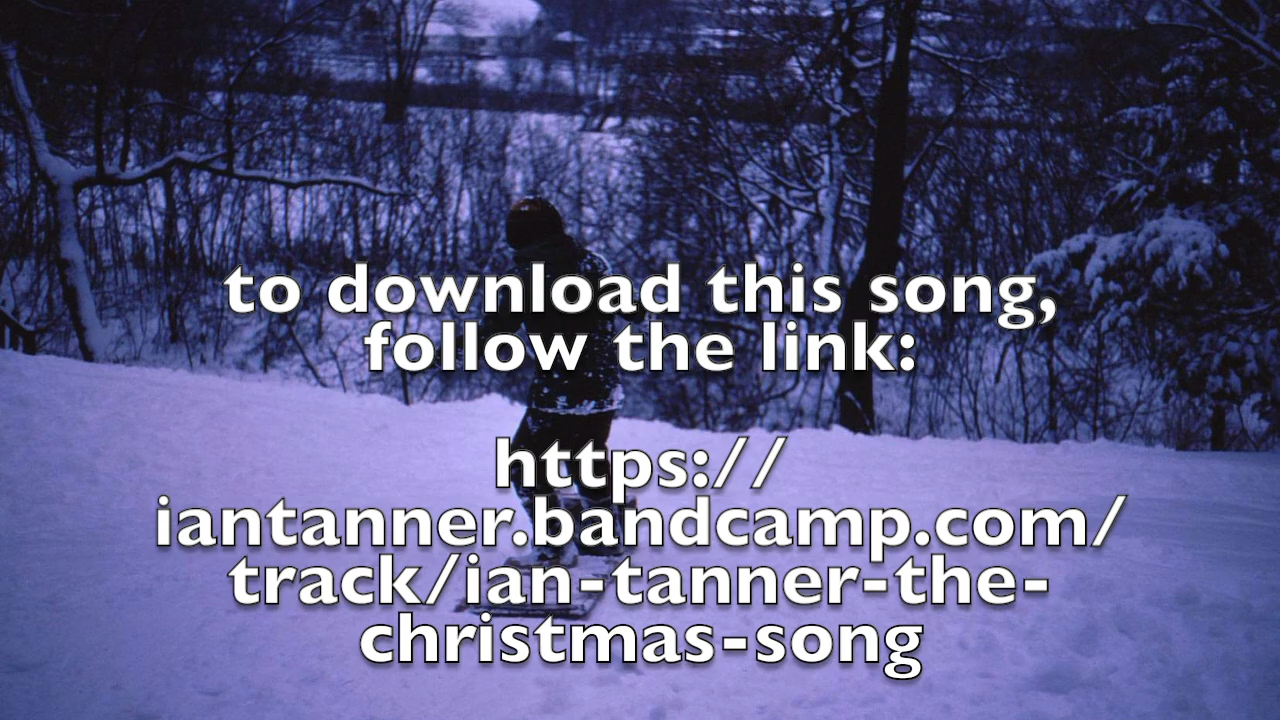 to download this song,
follow the link:
https://
iantanner.bandcamp.com/
track/ian-tanner-the-
christmas-song